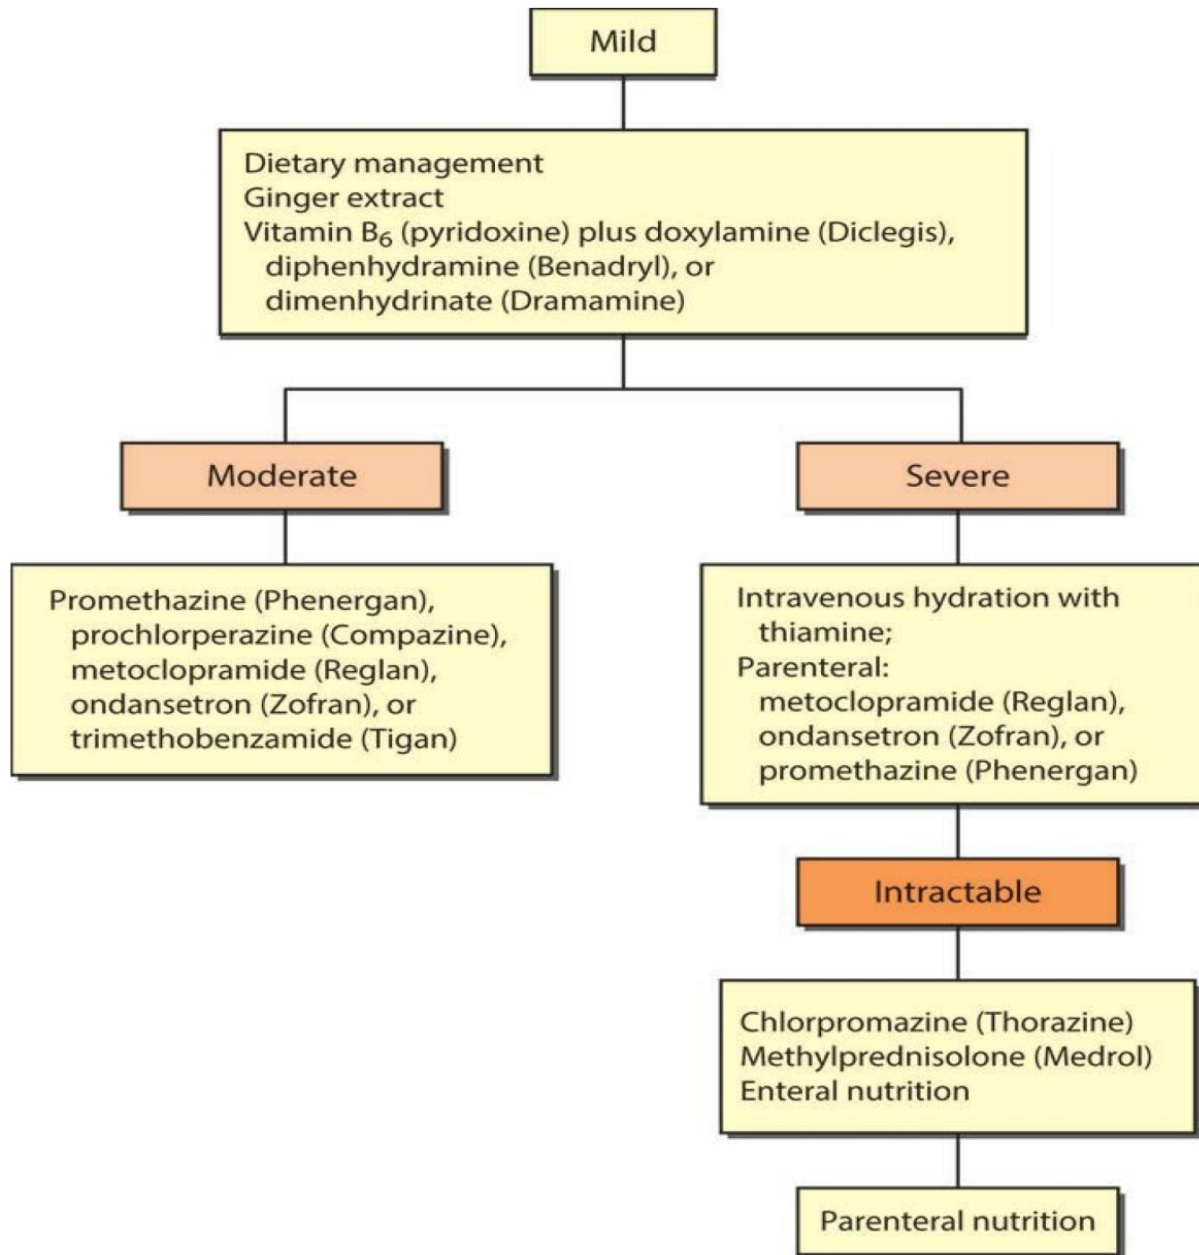 Mild
Dietary management
Ginger extract
Vitamin B₆ (pyridoxine) plus doxylamine (Diclegis),
diphenhydramine (Benadryl), or
dimenhydrinate (Dramamine)
Moderate
Severe
Promethazine (Phenergan),
prochlorperazine (Compazine),
metoclopramide (Reglan),
ondansetron (Zofran), or
trimethobenzamide (Tigan)
Intravenous hydration with
thiamine;
Parenteral:
metoclopramide (Reglan),
ondansetron (Zofran), or
promethazine (Phenergan)
Intractable
Chlorpromazine (Thorazine)
Methylprednisolone (Medrol)
Enteral nutrition
Parenteral nutrition